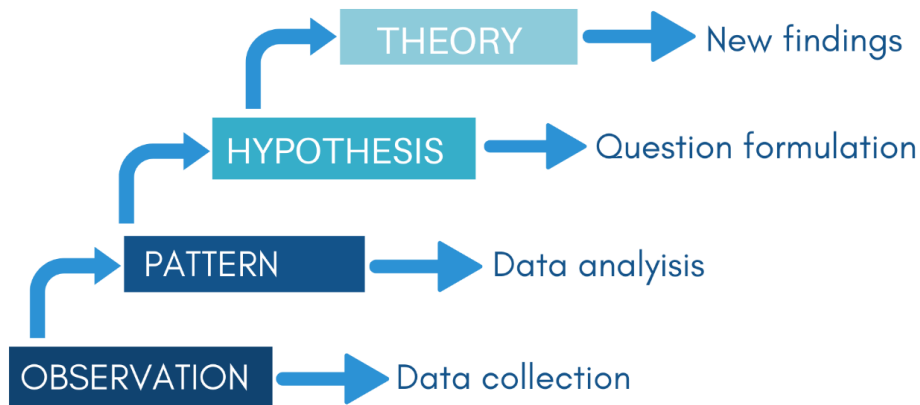 THEORY
New findings
HYPOTHESIS
Question formulation
PATTERN
Data analyisis
OBSERVATION
Data collection